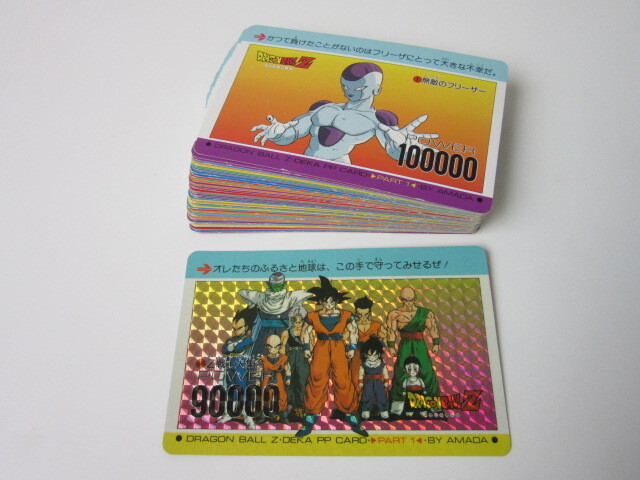 かつて負けたことがないのはフリーザにとって大きな不幸だ。
DRAGON BALL Z
無敵のフリーザー
POWER
100000
DRAGON BALL Z·DEKA PP CARD·▶PART 1◀·BY AMADA
オレたちのふるさと地球は、この手で守ってみせるぜ！
Z戦士
POWER
90000
DRAGON BALL Z
DRAGON BALL Z·DEKA PP CARD·▶PART 1◀·BY AMADA